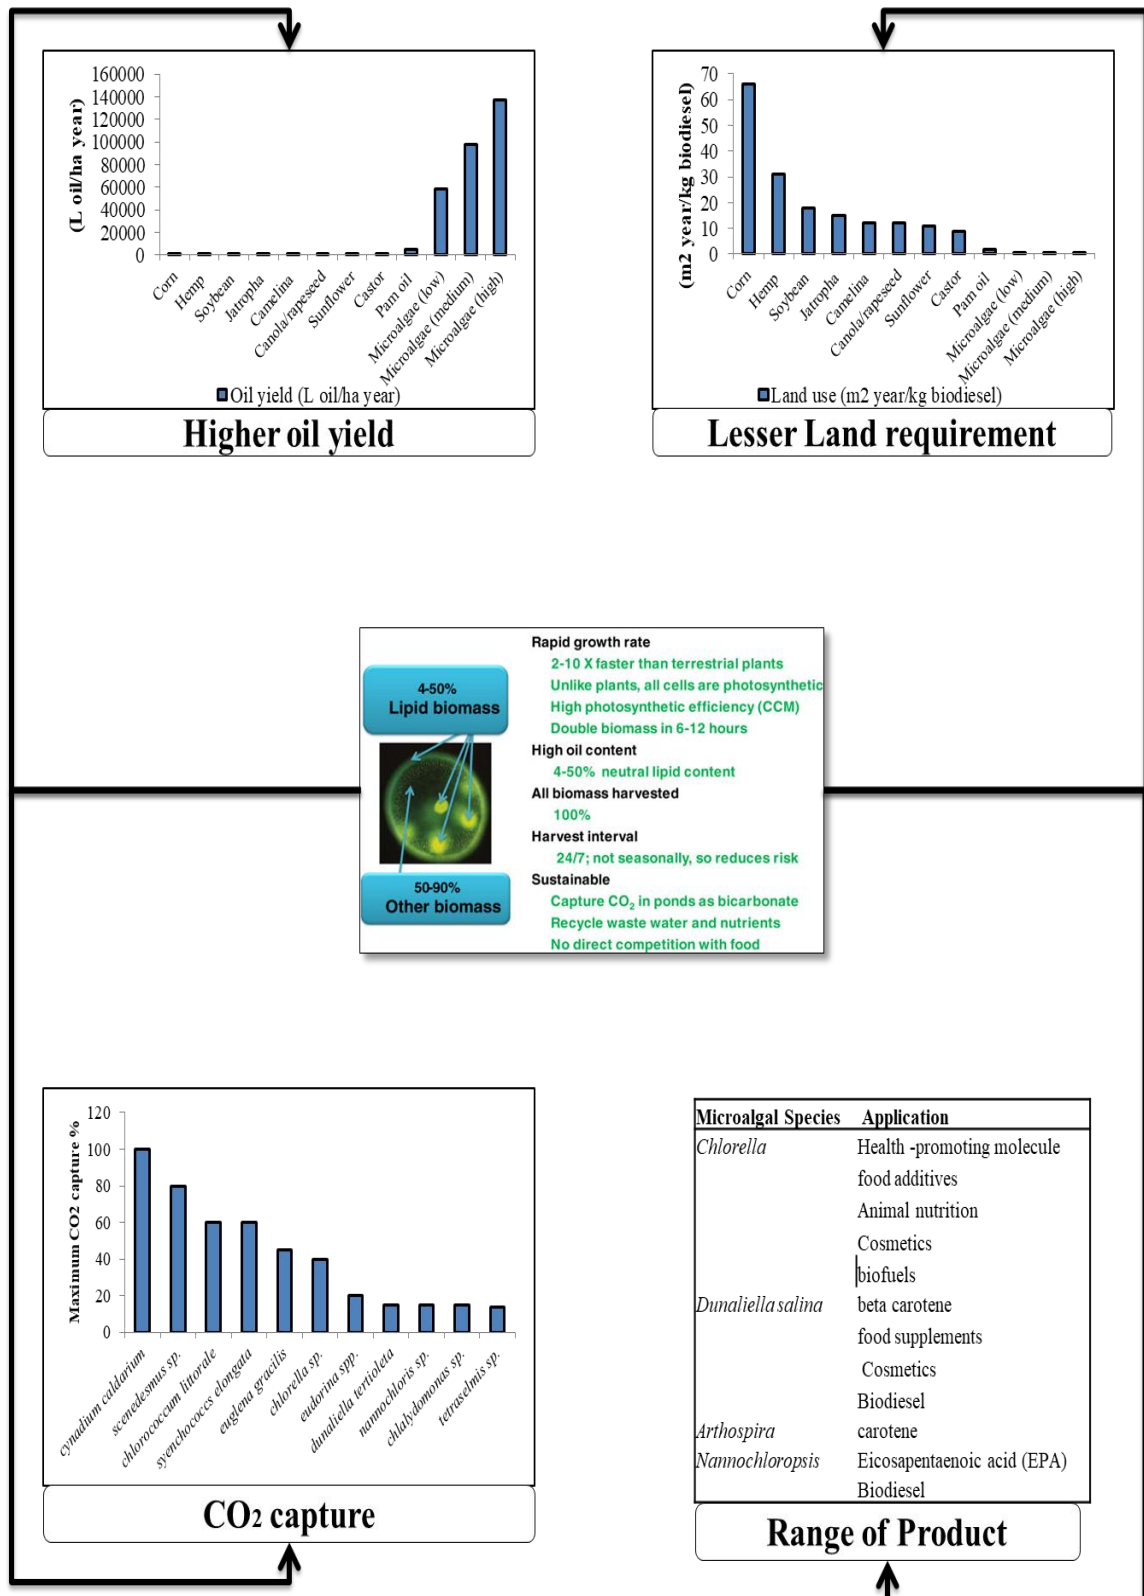 160000
140000
120000
100000
80000
60000
40000
20000
0
(L oil/ha year)
Corn
Hemp
Soybean
Jatropha
Camelina
Canola/rapeseed
Sunflower
Castor
Pam oil
Microalgae (low)
Microalgae (medium)
Microalgae (high)
Oil yield (L oil/ha year)
Higher oil yield
70
60
50
40
30
20
10
0
(m2 year/kg biodiesel)
Corn
Hemp
Soybean
Jatropha
Camelina
Canola/rapeseed
Sunflower
Castor
Pam oil
Microalgae (low)
Microalgae (medium)
Microalgae (high)
Land use (m2 year/kg biodiesel)
Lesser Land requirement
4-50%
Lipid biomass
50-90%
Other biomass
Rapid growth rate
2-10 X faster than terrestrial plants
Unlike plants, all cells are photosynthetic
High photosynthetic efficiency (CCM)
Double biomass in 6-12 hours
High oil content
4-50% neutral lipid content
All biomass harvested
100%
Harvest interval
24/7; not seasonally, so reduces risk
Sustainable
Capture CO2 in ponds as bicarbonate
Recycle waste water and nutrients
No direct competition with food
120
100
80
60
40
20
0
Maximum CO2 capture %
cynadium caldarium
scenedesmus sp.
chlorococcum littorale
syenchococcs elongata
euglena gracilis
chlorella sp.
eudorina spp.
dunaliella tertioleta
nannochloris sp.
chlalydomonas sp.
tetraselmis sp.
CO2 capture
Microalgal Species Application
Chlorella Health -promoting molecule
food additives
Animal nutrition
Cosmetics
biofuels
Dunaliella salina beta carotene
food supplements
Cosmetics
Biodiesel
Arthospira carotene
Nannochloropsis Eicosapentaenoic acid (EPA)
Biodiesel
Range of Product